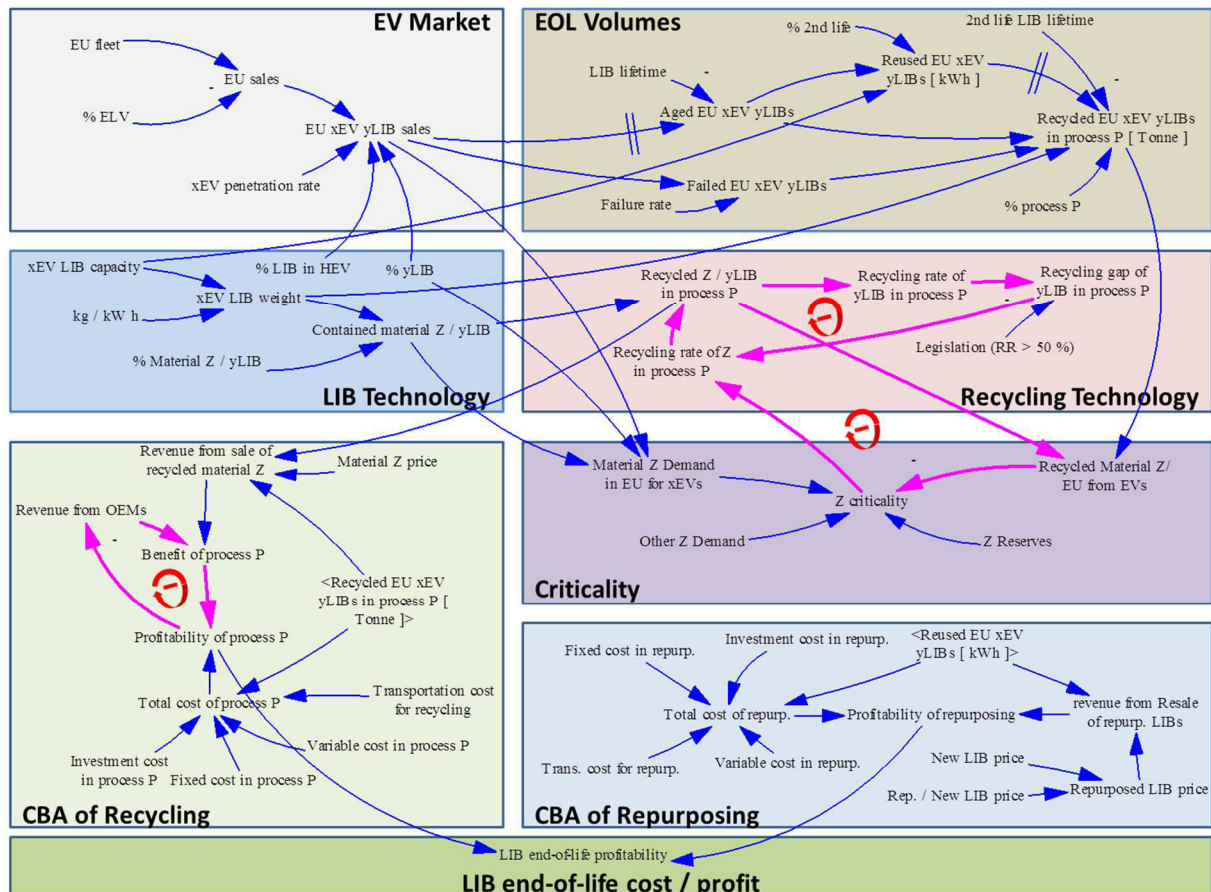 EV Market
EU fleet
EU sales
-
% ELV
EU xEV yLIB sales
xEV penetration rate
EOL Volumes
% 2nd life
2nd life LIB lifetime
LIB lifetime
-
Reused EU xEV
yLIBs [ kWh ]
-
Aged EU xEV yLIBs
Recycled EU xEV yLIBs
in process P [ Tonne ]
Failed EU xEV yLIBs
Failure rate
% process P
xEV LIB capacity
% LIB in HEV
% yLIB
xEV LIB weight
kg / kW h
Contained material Z / yLIB
% Material Z / yLIB
LIB Technology
Recycled Z / yLIB
in process P
Recycling rate of
yLIB in process P
Recycling gap of
yLIB in process P
-
Legislation (RR > 50 %)
Recycling rate of Z
in process P
Recycling Technology
Revenue from sale of
recycled material Z
Material Z price
Revenue from OEMs
-
Benefit of process P
<Recycled EU xEV
yLIBs in process P [
Tonne ]>
Profitability of process P
Total cost of process P
Transportation cost
for recycling
Variable cost in process P
Investment cost
in process P
Fixed cost in process P
CBA of Recycling
Material Z Demand
in EU for xEVs
-
Recycled Material Z/
EU from EVs
Z criticality
Other Z Demand
Z Reserves
Criticality
Fixed cost in repurp.
Investment cost in repurp.
<Reused EU xEV
yLIBs [ kWh ]>
Total cost of repurp.
Profitability of repurposing
revenue from Resale
of repurp. LIBs
Trans. cost for repurp.
Variable cost in repurp.
New LIB price
Rep. / New LIB price
Repurposed LIB price
CBA of Repurposing
LIB end-of-life profitability
LIB end-of-life cost / profit